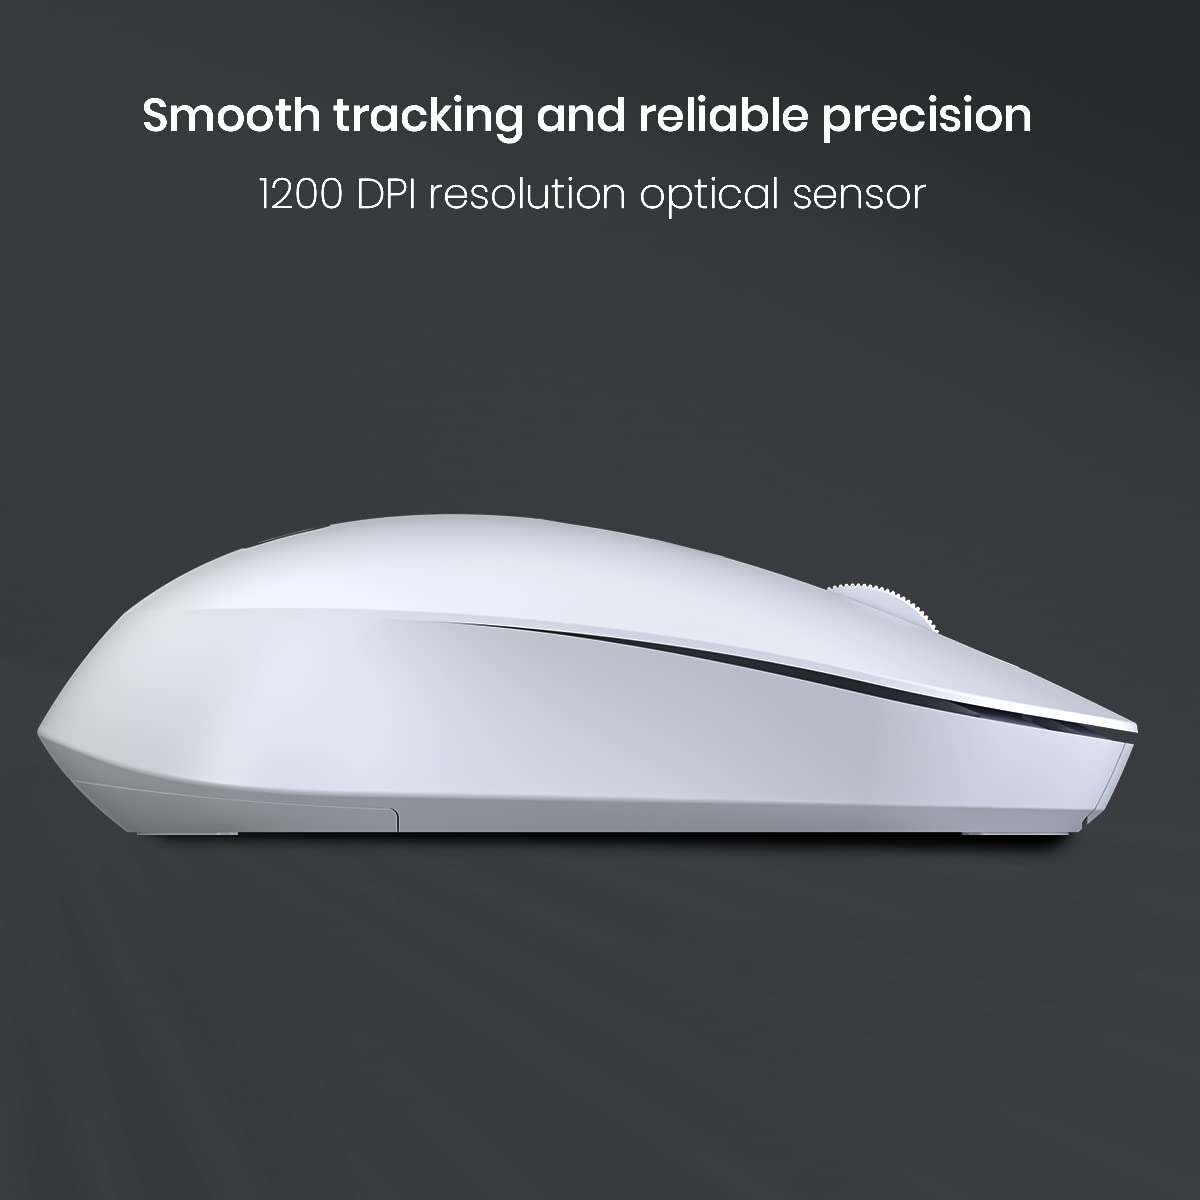 Smooth tracking and reliable precision
1200 DPI resolution optical sensor